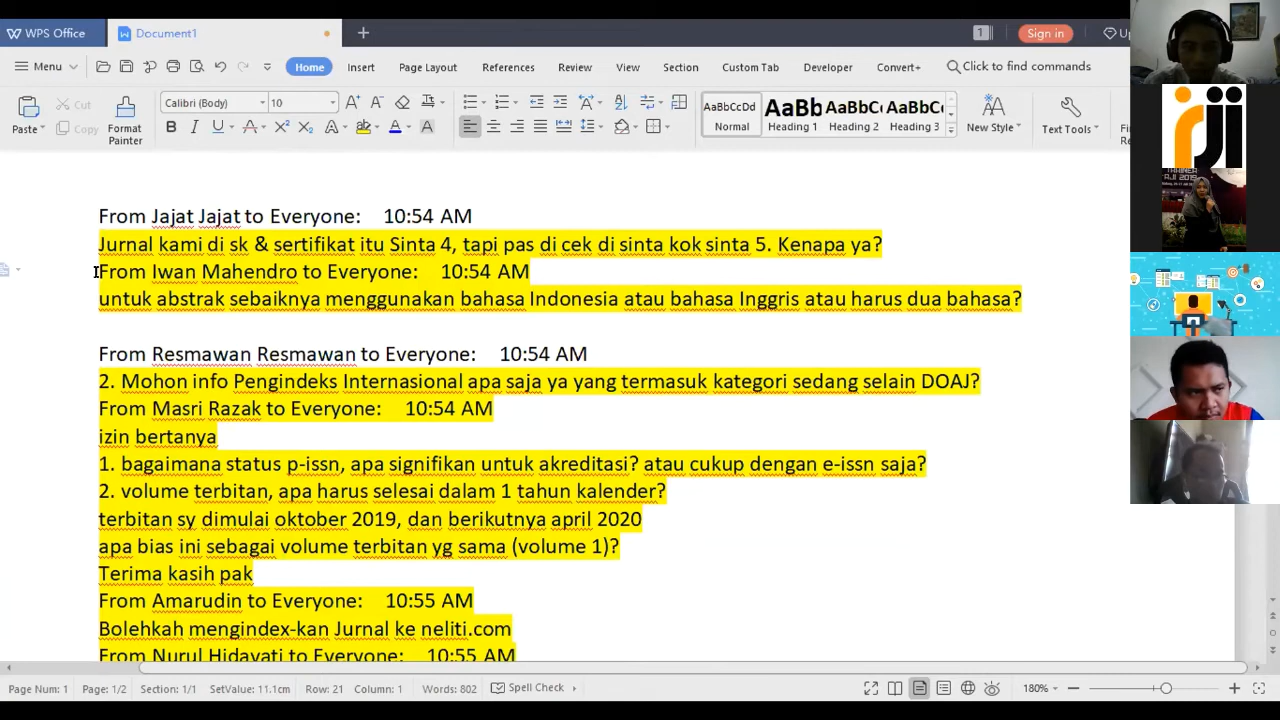 WPS Office
Document1
1
Sign in
Up
Menu
Home
Insert
Page Layout
References
Review
View
Section
Custom Tab
Developer
Convert+
Click to find commands
Paste
Cut
Copy
Format Painter
Calibri (Body)
10
AaBbCcDd
Normal
AaBb
Heading 1
AaBbC
Heading 2
AaBbC
Heading 3
New Style
Text Tools
rji
TRAINER
RJI 2019
From Jajat Jajat to Everyone: 10:54 AM
Jurnal kami di sk & sertifikat itu Sinta 4, tapi pas di cek di sinta kok sinta 5. Kenapa ya?
From Iwan Mahendro to Everyone: 10:54 AM
untuk abstrak sebaiknya menggunakan bahasa Indonesia atau bahasa Inggris atau harus dua bahasa?
From Resmawan Resmawan to Everyone: 10:54 AM
2. Mohon info Pengindeks Internasional apa saja ya yang termasuk kategori sedang selain DOAJ?
From Masri Razak to Everyone: 10:54 AM
izin bertanya
1. bagaimana status p-issn, apa signifikan untuk akreditasi? atau cukup dengan e-issn saja?
2. volume terbitan, apa harus selesai dalam 1 tahun kalender?
terbitan sy dimulai oktober 2019, dan berikutnya april 2020
apa bias ini sebagai volume terbitan yg sama (volume 1)?
Terima kasih pak
From Amarudin to Everyone: 10:55 AM
Bolehkah mengindex-kan Jurnal ke neliti.com
From Nurul Hidayati to Everyone: 10:55 AM
Page Num: 1
Page: 1/2
Section: 1/1
SetValue: 11.1cm
Row: 21
Column: 1
Words: 802
Spell Check
180%